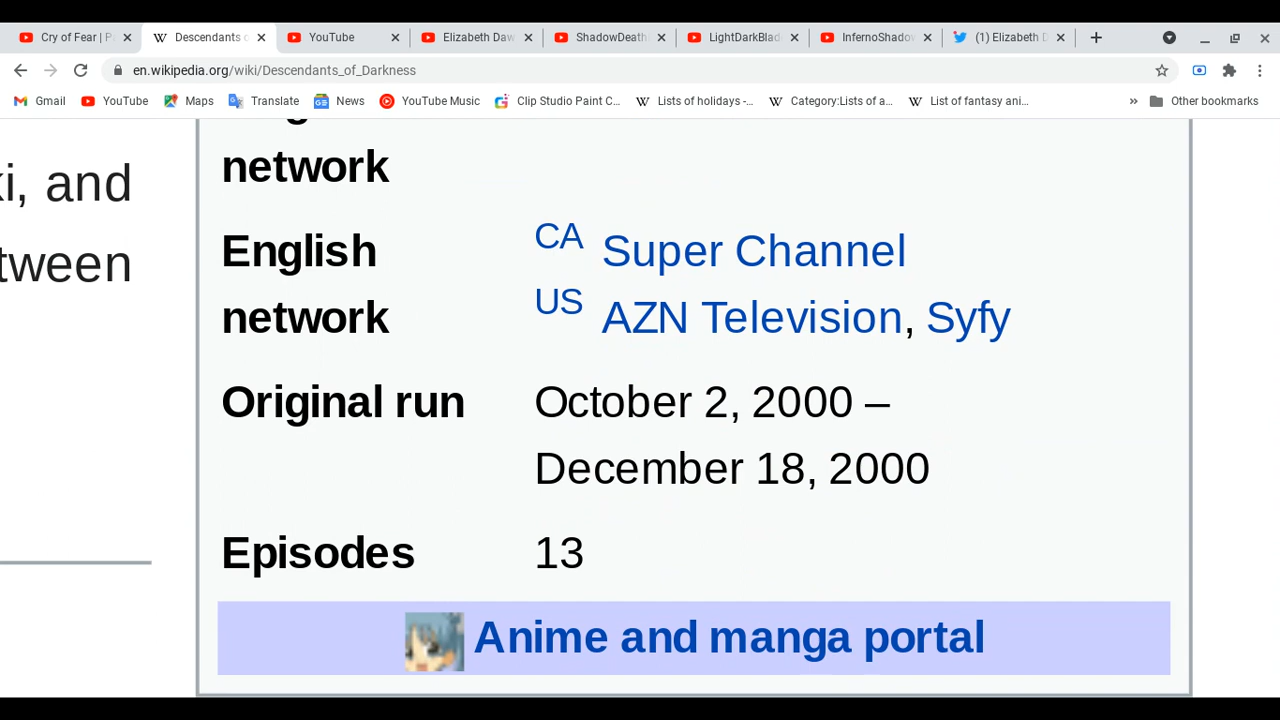 Cry of Fear | P
Descendants o
YouTube
Elizabeth Daw
ShadowDeath
LightDarkBlad
InfernoShado
(1) Elizabeth D
en.wikipedia.org/wiki/Descendants_of_Darkness
Gmail YouTube Maps Translate News YouTube Music Clip Studio Paint C... Lists of holidays -... Category:Lists of a... List of fantasy ani... » Other bookmarks
network
ki, and
tween
English network
CA Super Channel
US AZN Television, Syfy
Original run
October 2, 2000 –
December 18, 2000
Episodes 13
Anime and manga portal